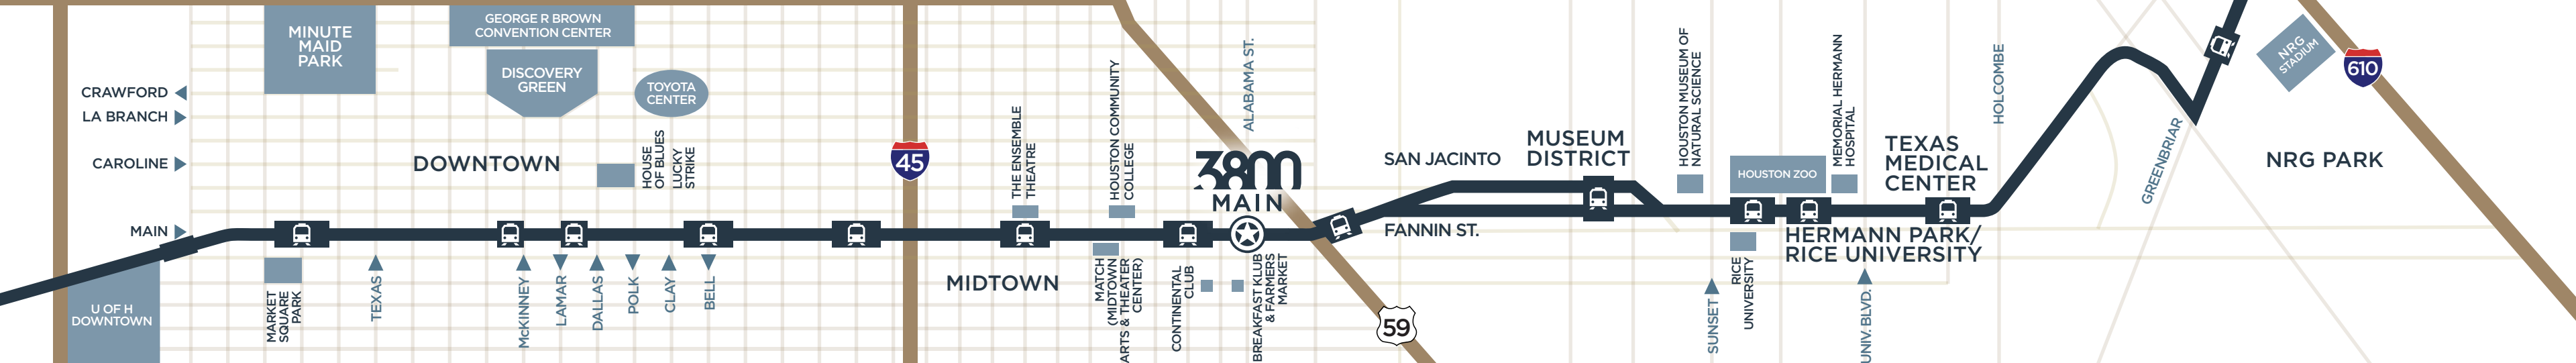 MINUTE
MAID
PARK
GEORGE R BROWN
CONVENTION CENTER
DISCOVERY
GREEN
TOYOTA
CENTER
CRAWFORD
LA BRANCH
CAROLINE
MAIN
DOWNTOWN
HOUSE
OF BLUES
LUCKY
STRIKE
U OF H
DOWNTOWN
MARKET
SQUARE
PARK
TEXAS
McKINNEY
LAMAR
DALLAS
POLK
CLAY
BELL
45
THE ENSEMBLE
THEATRE
HOUSTON COMMUNITY
COLLEGE
MIDTOWN
MATCH
(MIDTOWN
ARTS & THEATER
CENTER)
CONTINENTAL
CLUB
BREAKFAST KLUB
& FARMERS
MARKET
ALABAMA ST.
38m
MAIN
59
SAN JACINTO
FANNIN ST.
MUSEUM
DISTRICT
HOUSTON MUSEUM OF
NATURAL SCIENCE
HOUSTON ZOO
MEMORIAL HERMANN
HOSPITAL
TEXAS
MEDICAL
CENTER
HERMANN PARK/
RICE UNIVERSITY
SUNSET
RICE
UNIVERSITY
UNIV. BLVD.
HOLCOMBE
GREENBRIAR
NRG
STADIUM
610
NRG PARK